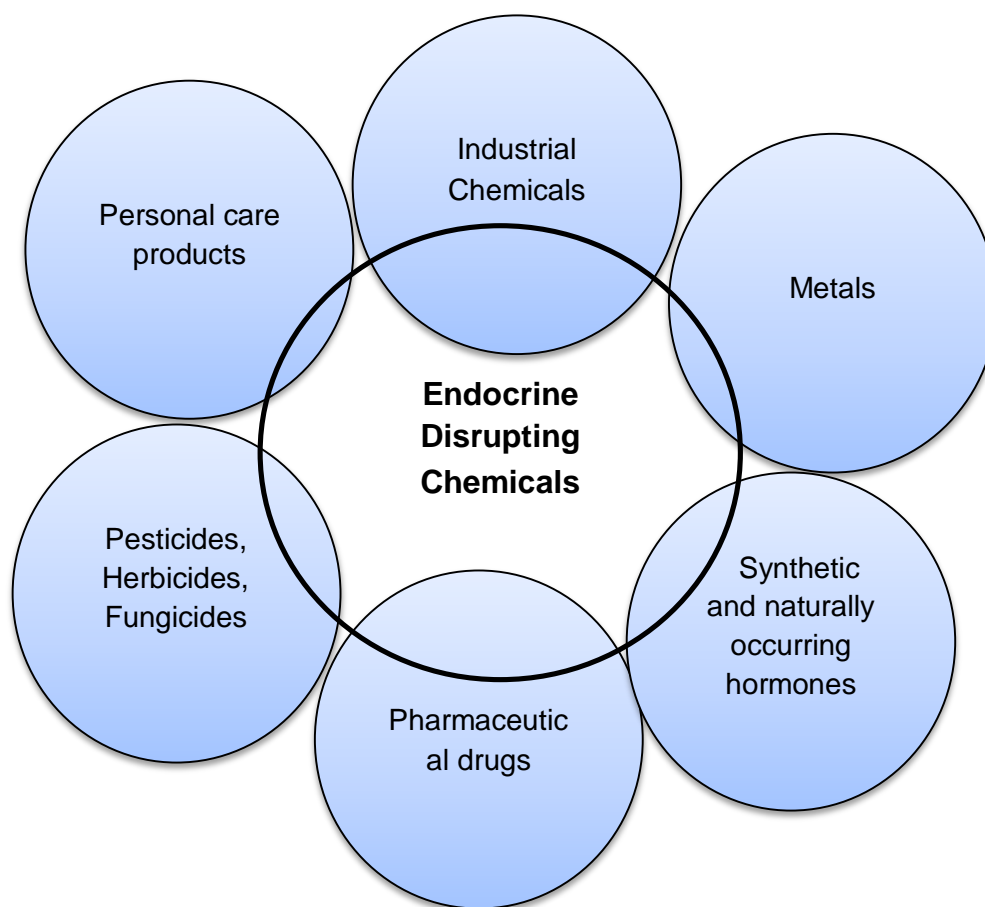 Industrial
Chemicals
Personal care
products
Metals
Endocrine
Disrupting
Chemicals
Pesticides,
Herbicides,
Fungicides
Synthetic
and naturally
occurring
hormones
Pharmaceutic
al drugs